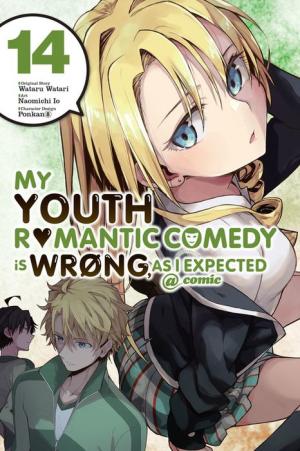 14
Original Story
Wataru Watari
Art
Naomichi Io
Character Design
Ponkan⑧
MY
YOUTH
R♥MANTIC COMEDY
iS WRØNG, AS I EXPECTED
@ comic